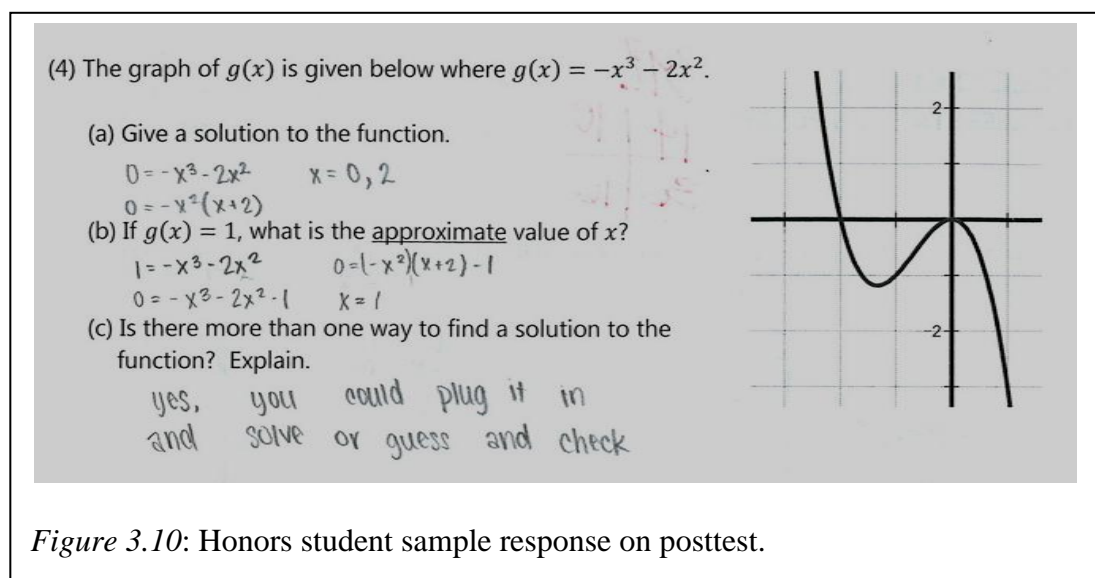 (4) The graph of g(x) is given below where g(x) = −x³ − 2x².
(a) Give a solution to the function.
0 = -x³-2x² x = 0, 2
0 = -x²(x+2)
(b) If g(x) = 1, what is the approximate value of x?
1 = -x³-2x² 0=(-x²)(x+2)-1
0 = -x³-2x²-1 x = 1
(c) Is there more than one way to find a solution to the
function? Explain.
yes, you could plug it in
and solve or guess and check
2
-2
Figure 3.10: Honors student sample response on posttest.